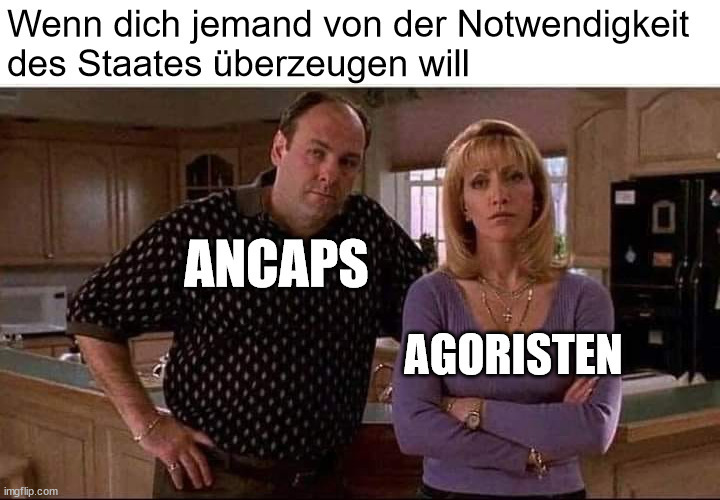 Wenn dich jemand von der Notwendigkeit
des Staates überzeugen will
ANCAPS
AGORISTEN
imgflip.com